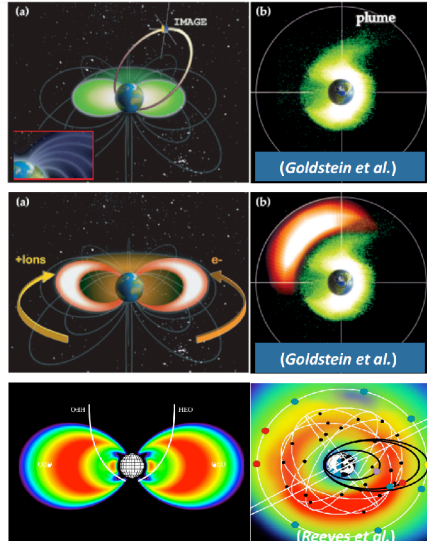 (a)
IMAGE
(b)
plume
(Goldstein et al.)
(a)
+Ions
e-
(b)
(Goldstein et al.)
HEO
(Reeves et al.)